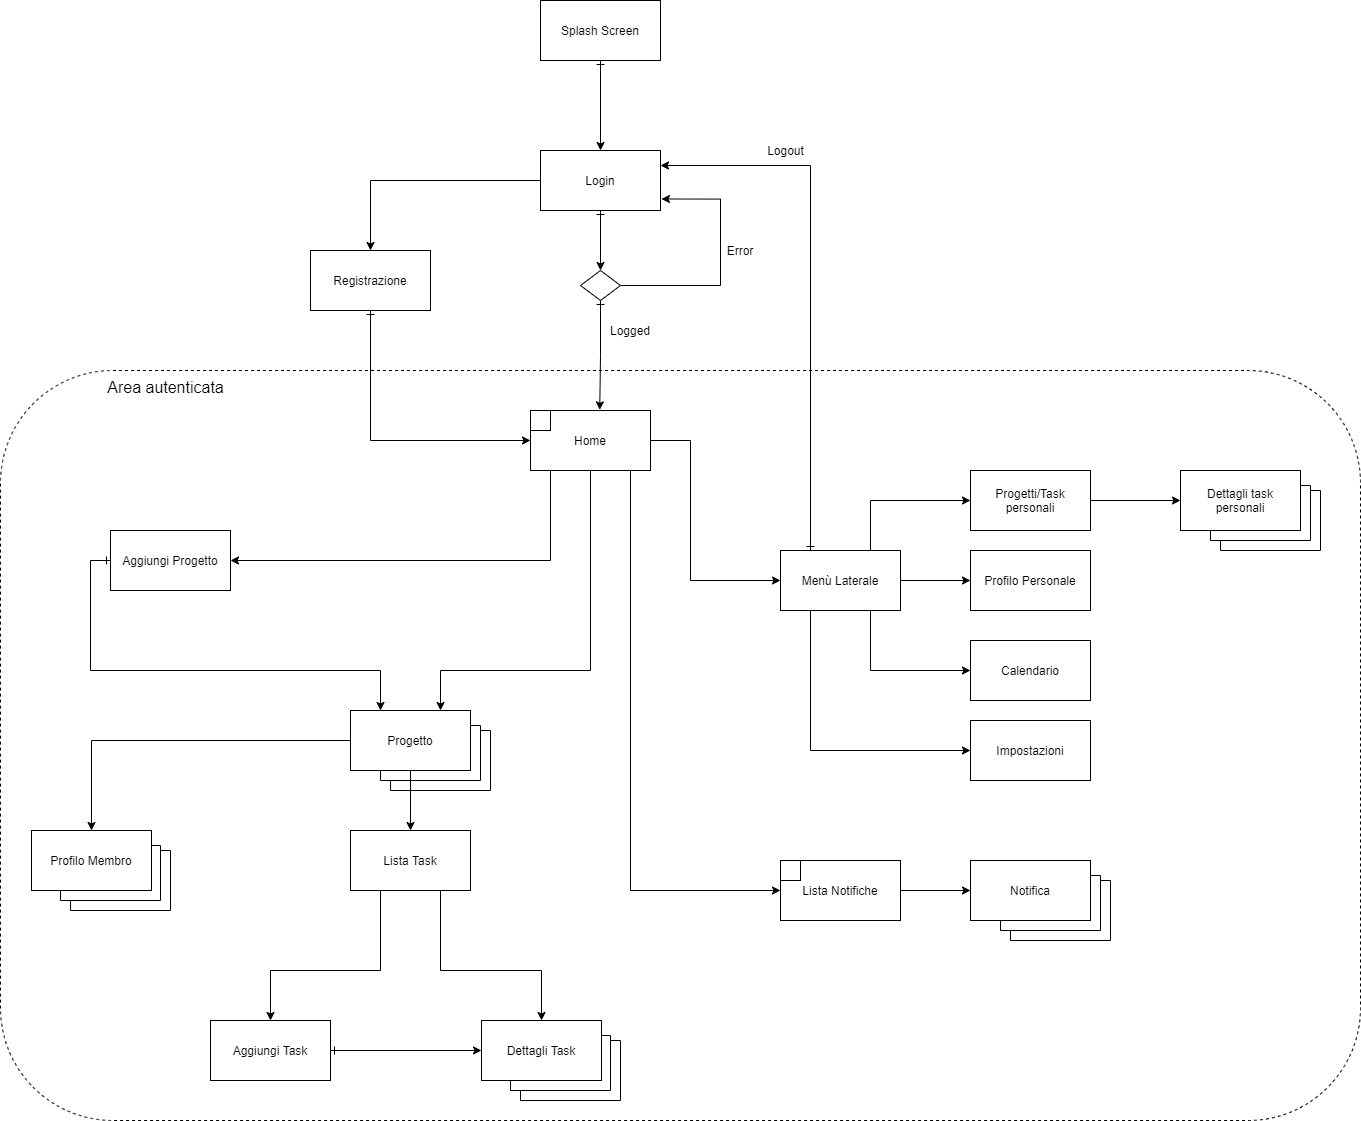 Splash Screen
Logout
Login
Error
Registrazione
Logged
Area autenticata
Home
Progetti/Task
personali
Dettagli task
personali
Aggiungi Progetto
Menù Laterale
Profilo Personale
Calendario
Progetto
Impostazioni
Profilo Membro
Lista Task
Lista Notifiche
Notifica
Aggiungi Task
Dettagli Task